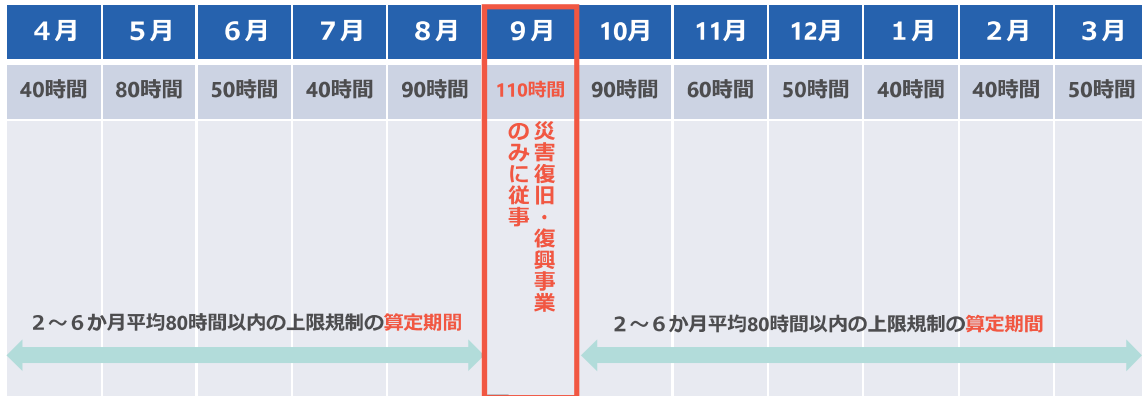 ４月 ５月 ６月 ７月 ８月 ９月 10月 11月 12月 １月 ２月 ３月
40時間 80時間 50時間 40時間 90時間 110時間 90時間 60時間 50時間 40時間 40時間 50時間
災害復旧・復興事業
のみに従事
２～６か月平均80時間以内の上限規制の算定期間
２～６か月平均80時間以内の上限規制の算定期間